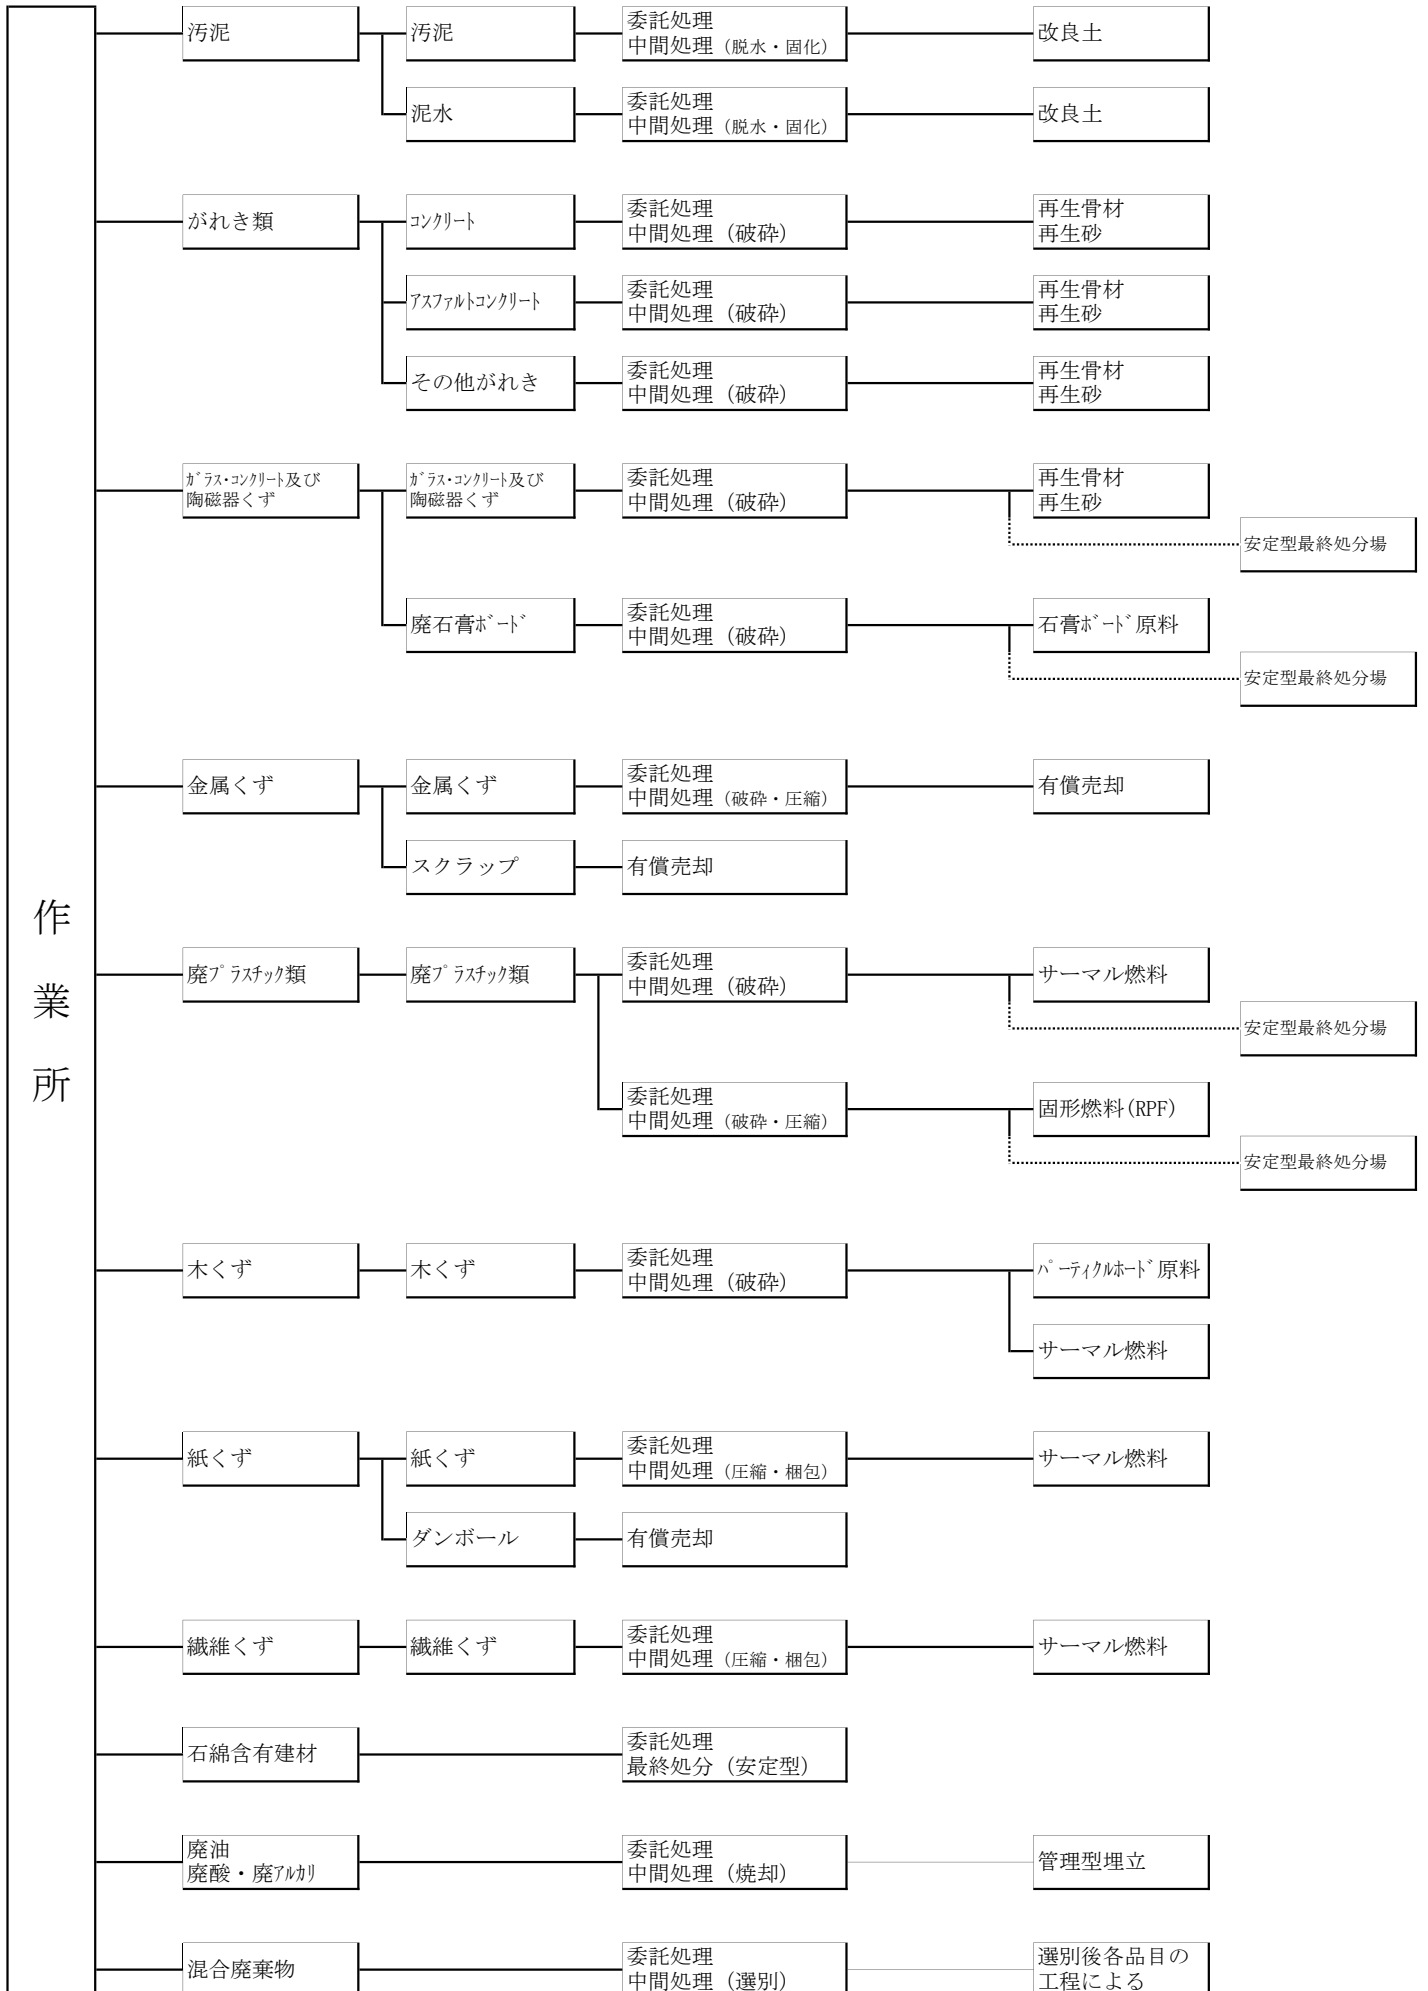 作業所
汚泥
汚泥
委託処理
中間処理（脱水・固化）
改良土
泥水
委託処理
中間処理（脱水・固化）
改良土
がれき類
ｺﾝｸﾘｰﾄ
委託処理
中間処理（破砕）
再生骨材
再生砂
ｱｽﾌｧﾙﾄｺﾝｸﾘｰﾄ
委託処理
中間処理（破砕）
再生骨材
再生砂
その他がれき
委託処理
中間処理（破砕）
再生骨材
再生砂
ｶﾞﾗｽ・ｺﾝｸﾘｰﾄ及び
陶磁器くず
ｶﾞﾗｽ・ｺﾝｸﾘｰﾄ及び
陶磁器くず
委託処理
中間処理（破砕）
再生骨材
再生砂
安定型最終処分場
廃石膏ﾎﾞｰﾄﾞ
委託処理
中間処理（破砕）
石膏ﾎﾞｰﾄﾞ原料
安定型最終処分場
金属くず
金属くず
委託処理
中間処理（破砕・圧縮）
有償売却
スクラップ
有償売却
廃ﾌﾟﾗｽﾁｯｸ類
廃ﾌﾟﾗｽﾁｯｸ類
委託処理
中間処理（破砕）
サーマル燃料
安定型最終処分場
委託処理
中間処理（破砕・圧縮）
固形燃料(RPF)
安定型最終処分場
木くず
木くず
委託処理
中間処理（破砕）
ﾊﾟｰﾃｨｸﾙﾎｰﾄﾞ原料
サーマル燃料
紙くず
紙くず
委託処理
中間処理（圧縮・梱包）
サーマル燃料
ダンボール
有償売却
繊維くず
繊維くず
委託処理
中間処理（圧縮・梱包）
サーマル燃料
石綿含有建材
委託処理
最終処分（安定型）
廃油
廃酸・廃ｱﾙｶﾘ
委託処理
中間処理（焼却）
管理型埋立
混合廃棄物
委託処理
中間処理（選別）
選別後各品目の
工程による